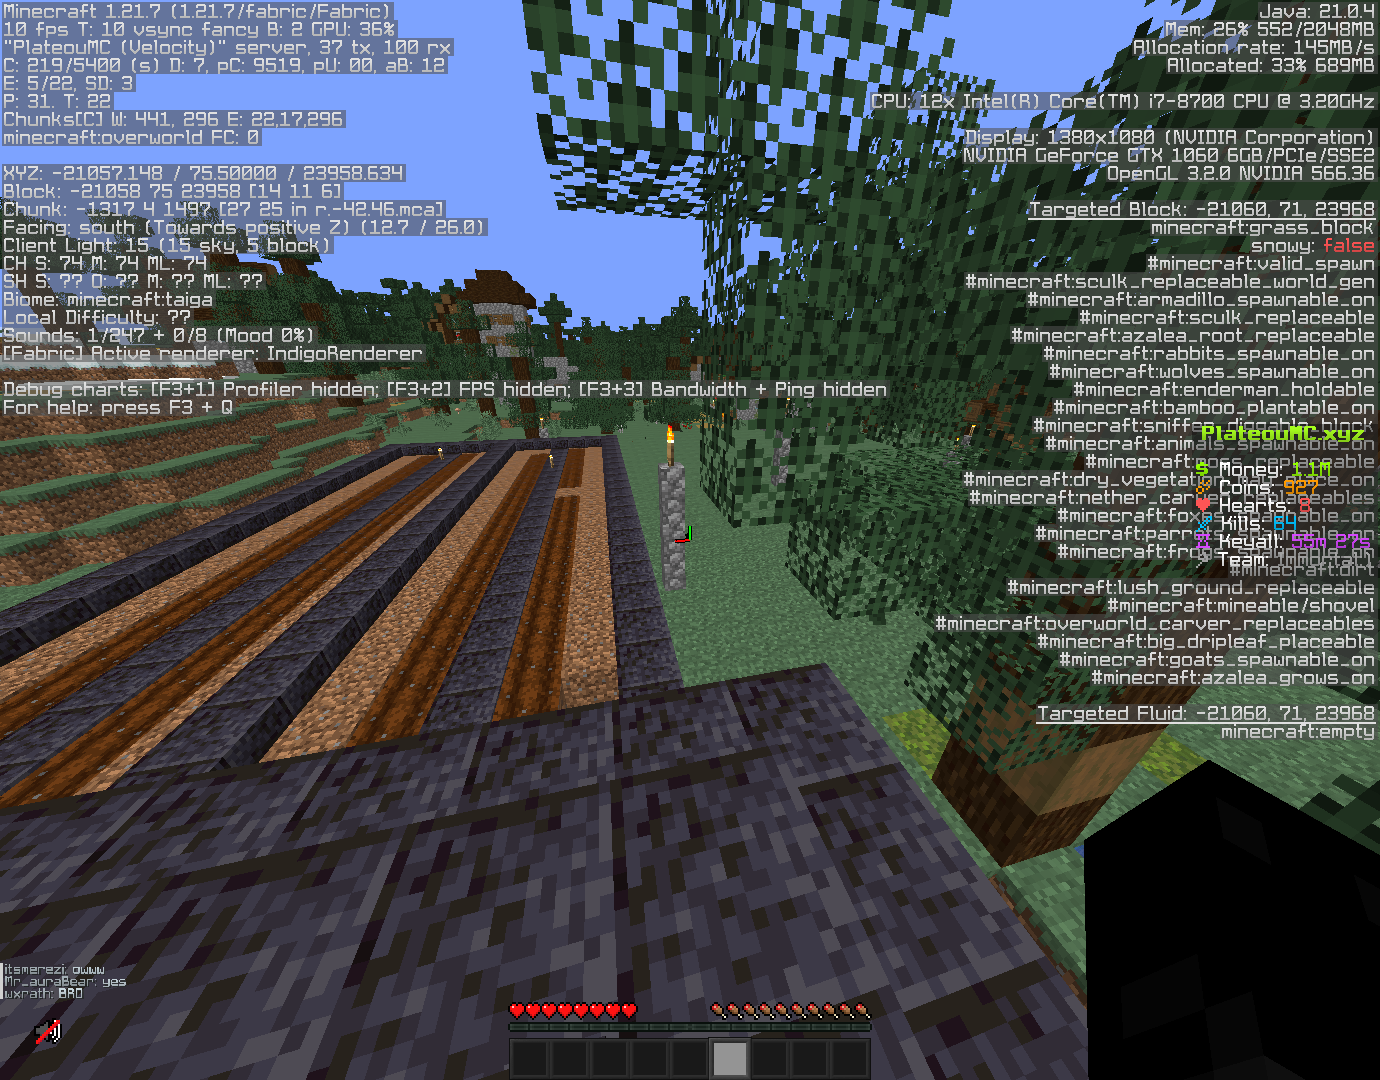 Minecraft 1.21.7 (1.21.7/fabric/Fabric)
10 fps T: 10 vsync fancy B: 2 GPU: 36%
"PlateouMC (Velocity)" server, 37 tx, 100 rx
C: 219/5400 (s) D: 7, pC: 9519, pU: 00, aB: 12
E: 5/22, SD: 3
P: 31. T: 22
Chunks[C] W: 441, 296 E: 22,17,296
minecraft:overworld FC: 0
XYZ: -21057.148 / 75.50000 / 23958.634
Block: -21058 75 23958 [14 11 6]
Chunk: -1317 4 1497 [27 25 in r.-42.46.mca]
Facing: south (Towards positive Z) (12.7 / 26.0)
Client Light: 15 (15 sky, 5 block)
CH S: 74 M: 74 ML: 74
SH S: ?? O: ?? M: ?? ML: ??
Biome: minecraft:taiga
Local Difficulty: ??
Sounds: 1/247 + 0/8 (Mood 0%)
[Fabric] Active renderer: IndigoRenderer
Debug charts: [F3+1] Profiler hidden; [F3+2] FPS hidden; [F3+3] Bandwidth + Ping hidden
For help: press F3 + Q
Java: 21.0.4
Mem: 26% 552/2048MB
Allocation rate: 145MB/s
Allocated: 33% 689MB
CPU: 12x Intel(R) Core(TM) i7-8700 CPU @ 3.20GHz
Display: 1380x1080 (NVIDIA Corporation)
NVIDIA GeForce GTX 1060 6GB/PCIe/SSE2
OpenGL 3.2.0 NVIDIA 566.36
Targeted Block: -21060, 71, 23968
minecraft:grass_block
snowy: false
#minecraft:valid_spawn
#minecraft:sculk_replaceable_world_gen
#minecraft:armadillo_spawnable_on
#minecraft:sculk_replaceable
#minecraft:azalea_root_replaceable
#minecraft:rabbits_spawnable_on
#minecraft:wolves_spawnable_on
#minecraft:enderman_holdable
#minecraft:bamboo_plantable_on
#minecraft:dirt
#minecraft:lush_ground_replaceable
#minecraft:mineable/shovel
#minecraft:overworld_carver_replaceables
#minecraft:big_dripleaf_placeable
#minecraft:goats_spawnable_on
#minecraft:azalea_grows_on
Targeted Fluid: -21060, 71, 23968
minecraft:empty
PlateouMC.xyz
$ Money: 1.1M
Coins: 927
Hearts: 8
Kills: 64
Keyall: 55m 27s
Team:
itsmerezi: owww
Mr_auraBear: yes
wxrath: BRO